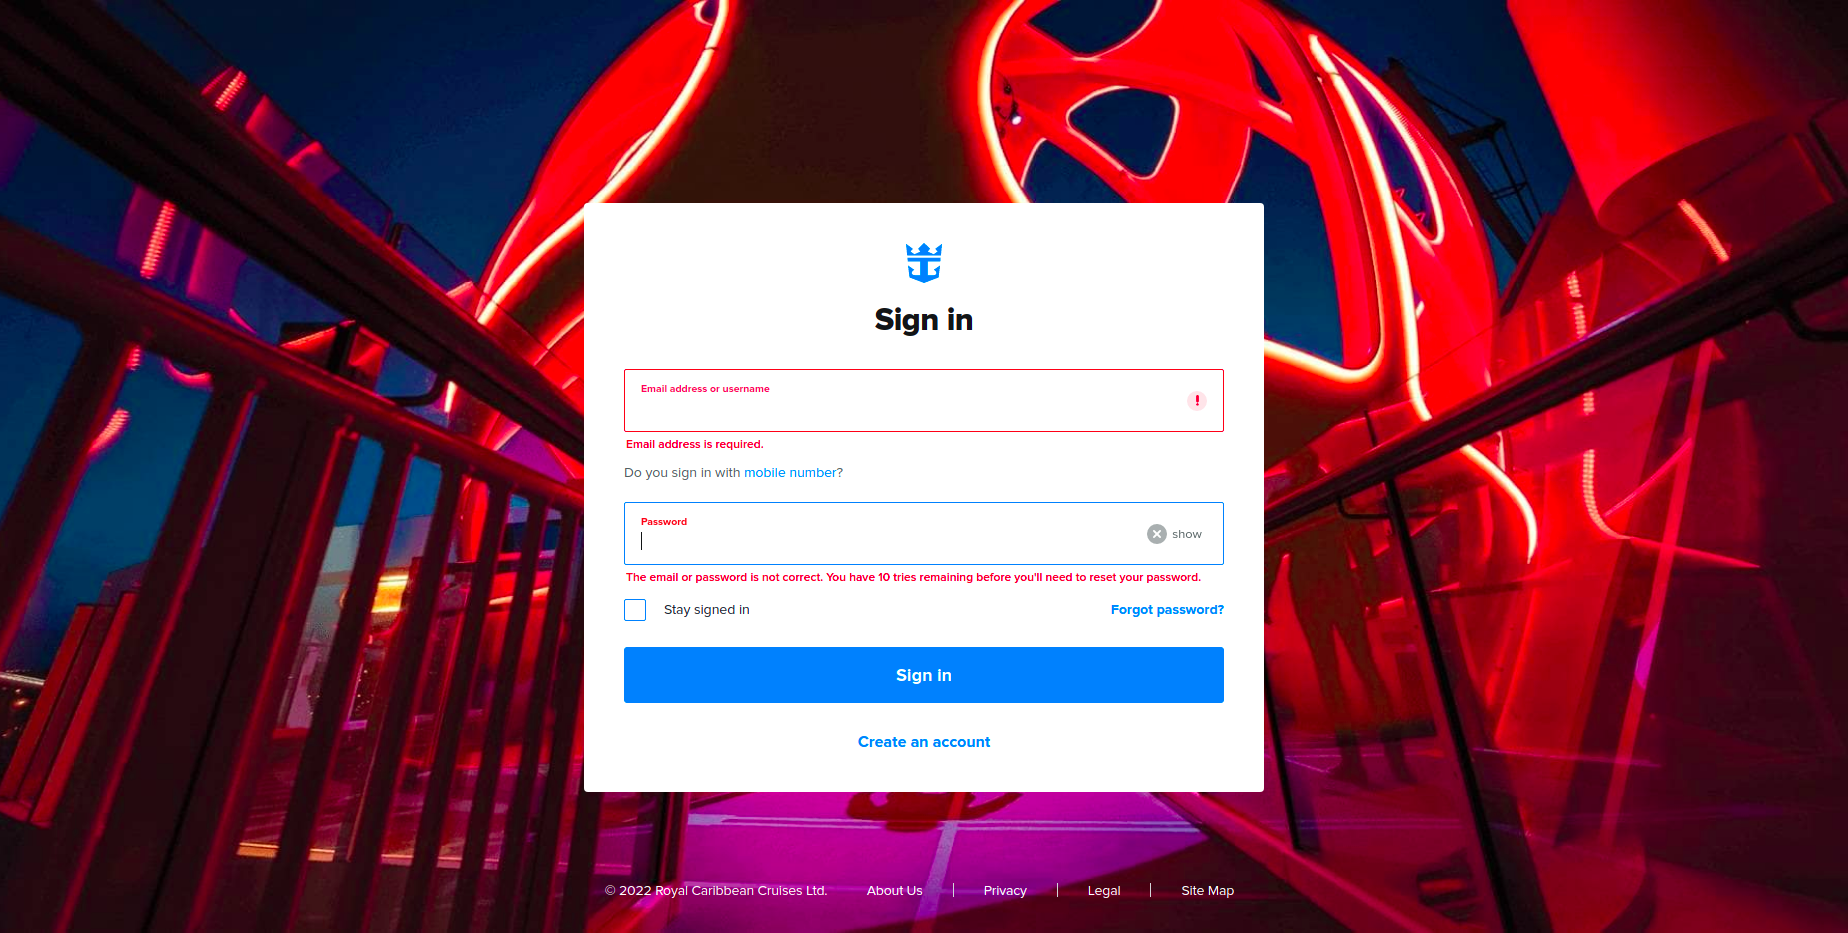 Sign in
Email address or username
Email address is required.
Do you sign in with mobile number?
Password
show
The email or password is not correct. You have 10 tries remaining before you'll need to reset your password.
Stay signed in
Forgot password?
Sign in
Create an account
© 2022 Royal Caribbean Cruises Ltd.
About Us
Privacy
Legal
Site Map